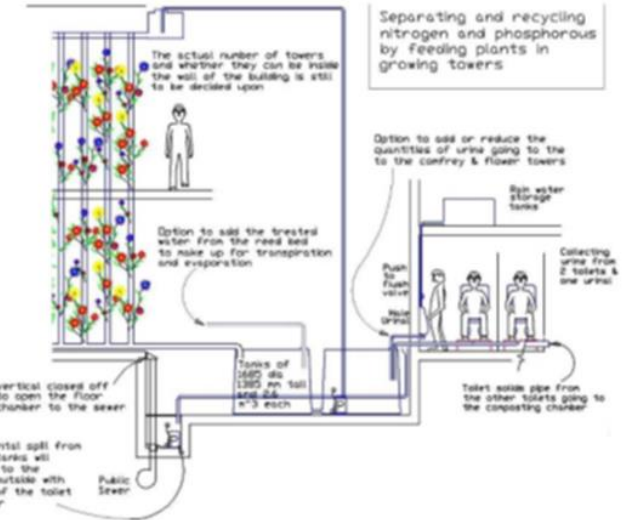 Separating and recycling
nitrogen and phosphorous
by feeding plants in
growing towers
The actual number of towers
and whether they can be inside
the wall of the building is still
to be decided upon
Option to add or reduce the
quantities of urine going to the
to the comfrey & flower towers
Rain water
storage
tanks
Option to add the treated
water from the reed bed
to make up for transpiration
and evaporation
Collecting
urine from
2 toilets &
one urinal
Push
to
flush
valve
Male
Urinal
Tanks of
1685 dia
1385 mm tall
and 2.6
m^3 each
Toilet solids pipe from
the other toilets going to
the composting chamber
vertical closed off
to open the floor
chamber to the sewer
spill from
tanks will
to the
outside with
of the toilet
Public
Sewer